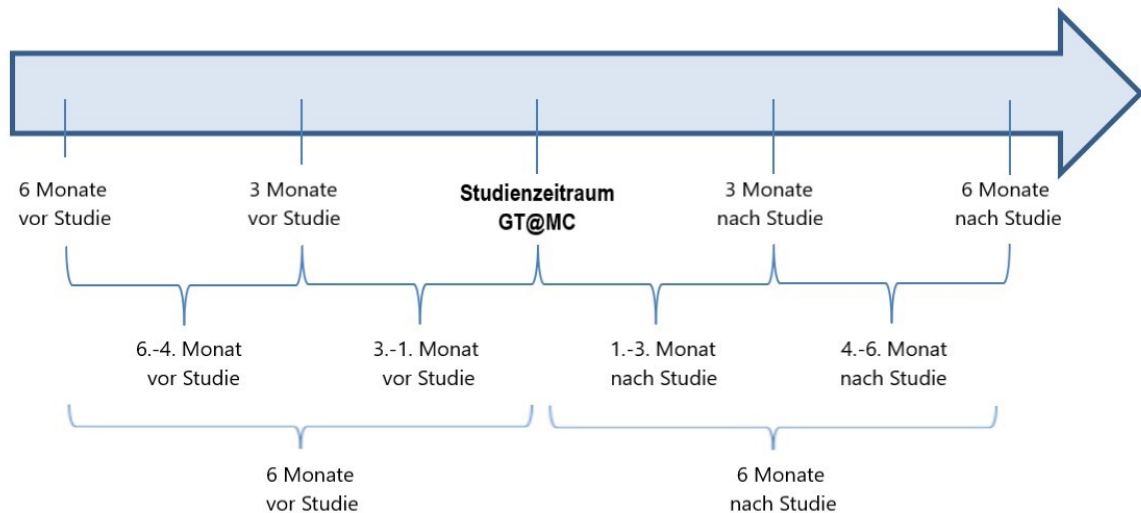 6 Monate
vor Studie
3 Monate
vor Studie
Studienzeitraum
GT@MC
3 Monate
nach Studie
6 Monate
nach Studie
6.-4. Monat
vor Studie
3.-1. Monat
vor Studie
1.-3. Monat
nach Studie
4.-6. Monat
nach Studie
6 Monate
vor Studie
6 Monate
nach Studie